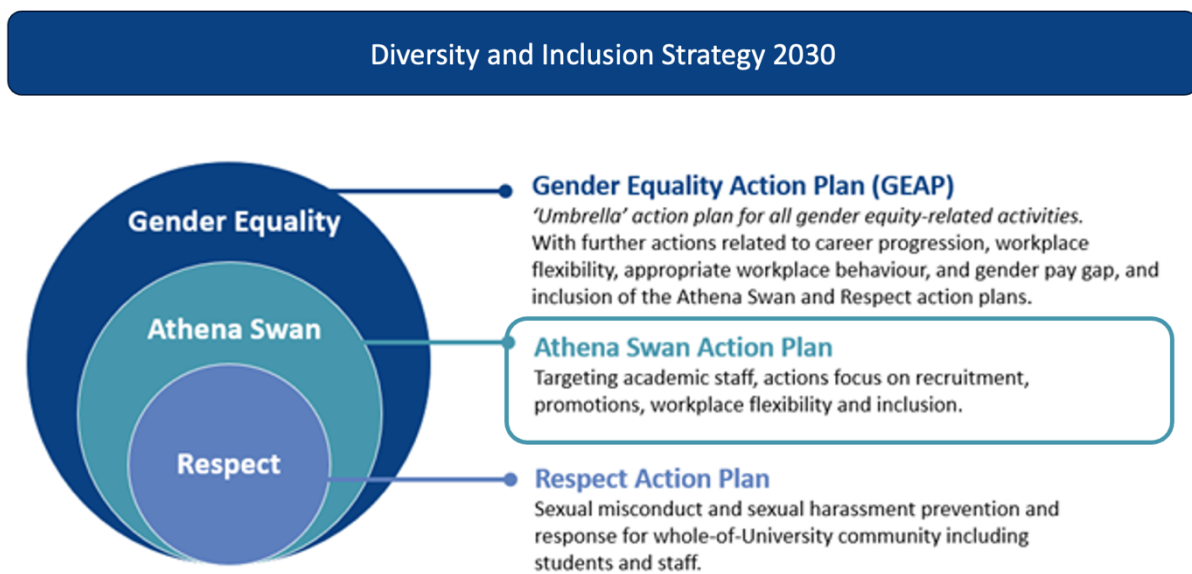 Diversity and Inclusion Strategy 2030
Gender Equality
Athena Swan
Respect
Gender Equality Action Plan (GEAP)
'Umbrella' action plan for all gender equity-related activities.
With further actions related to career progression, workplace
flexibility, appropriate workplace behaviour, and gender pay gap, and
inclusion of the Athena Swan and Respect action plans.
Athena Swan Action Plan
Targeting academic staff, actions focus on recruitment,
promotions, workplace flexibility and inclusion.
Respect Action Plan
Sexual misconduct and sexual harassment prevention and
response for whole-of-University community including
students and staff.